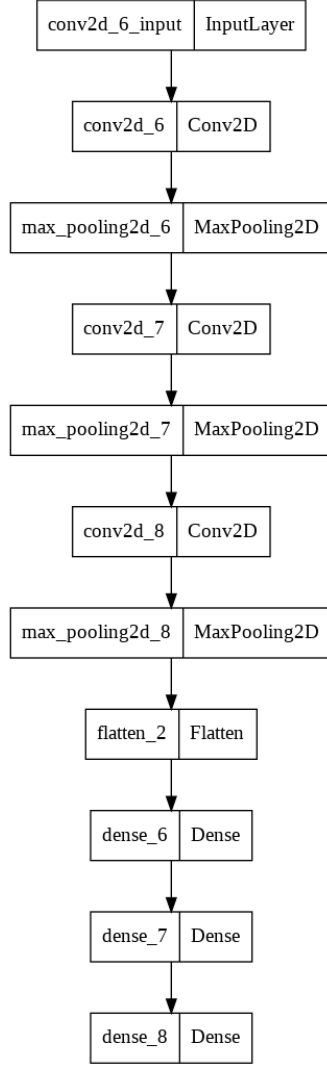 conv2d_6_input InputLayer
conv2d_6 Conv2D
max_pooling2d_6 MaxPooling2D
conv2d_7 Conv2D
max_pooling2d_7 MaxPooling2D
conv2d_8 Conv2D
max_pooling2d_8 MaxPooling2D
flatten_2 Flatten
dense_6 Dense
dense_7 Dense
dense_8 Dense